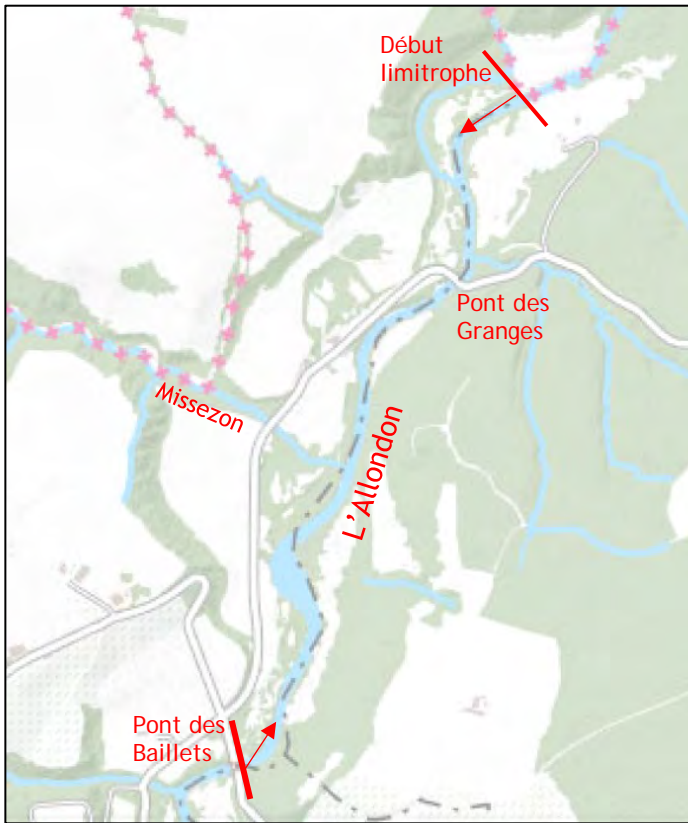 Début
limitrophe
Pont des
Granges
Missezon
L'Allondon
Pont des
Baillets